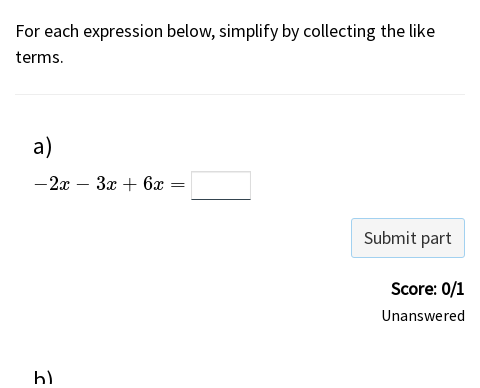 For each expression below, simplify by collecting the like
terms.
a)
−2x − 3x + 6x =
Submit part
Score: 0/1
Unanswered
b)